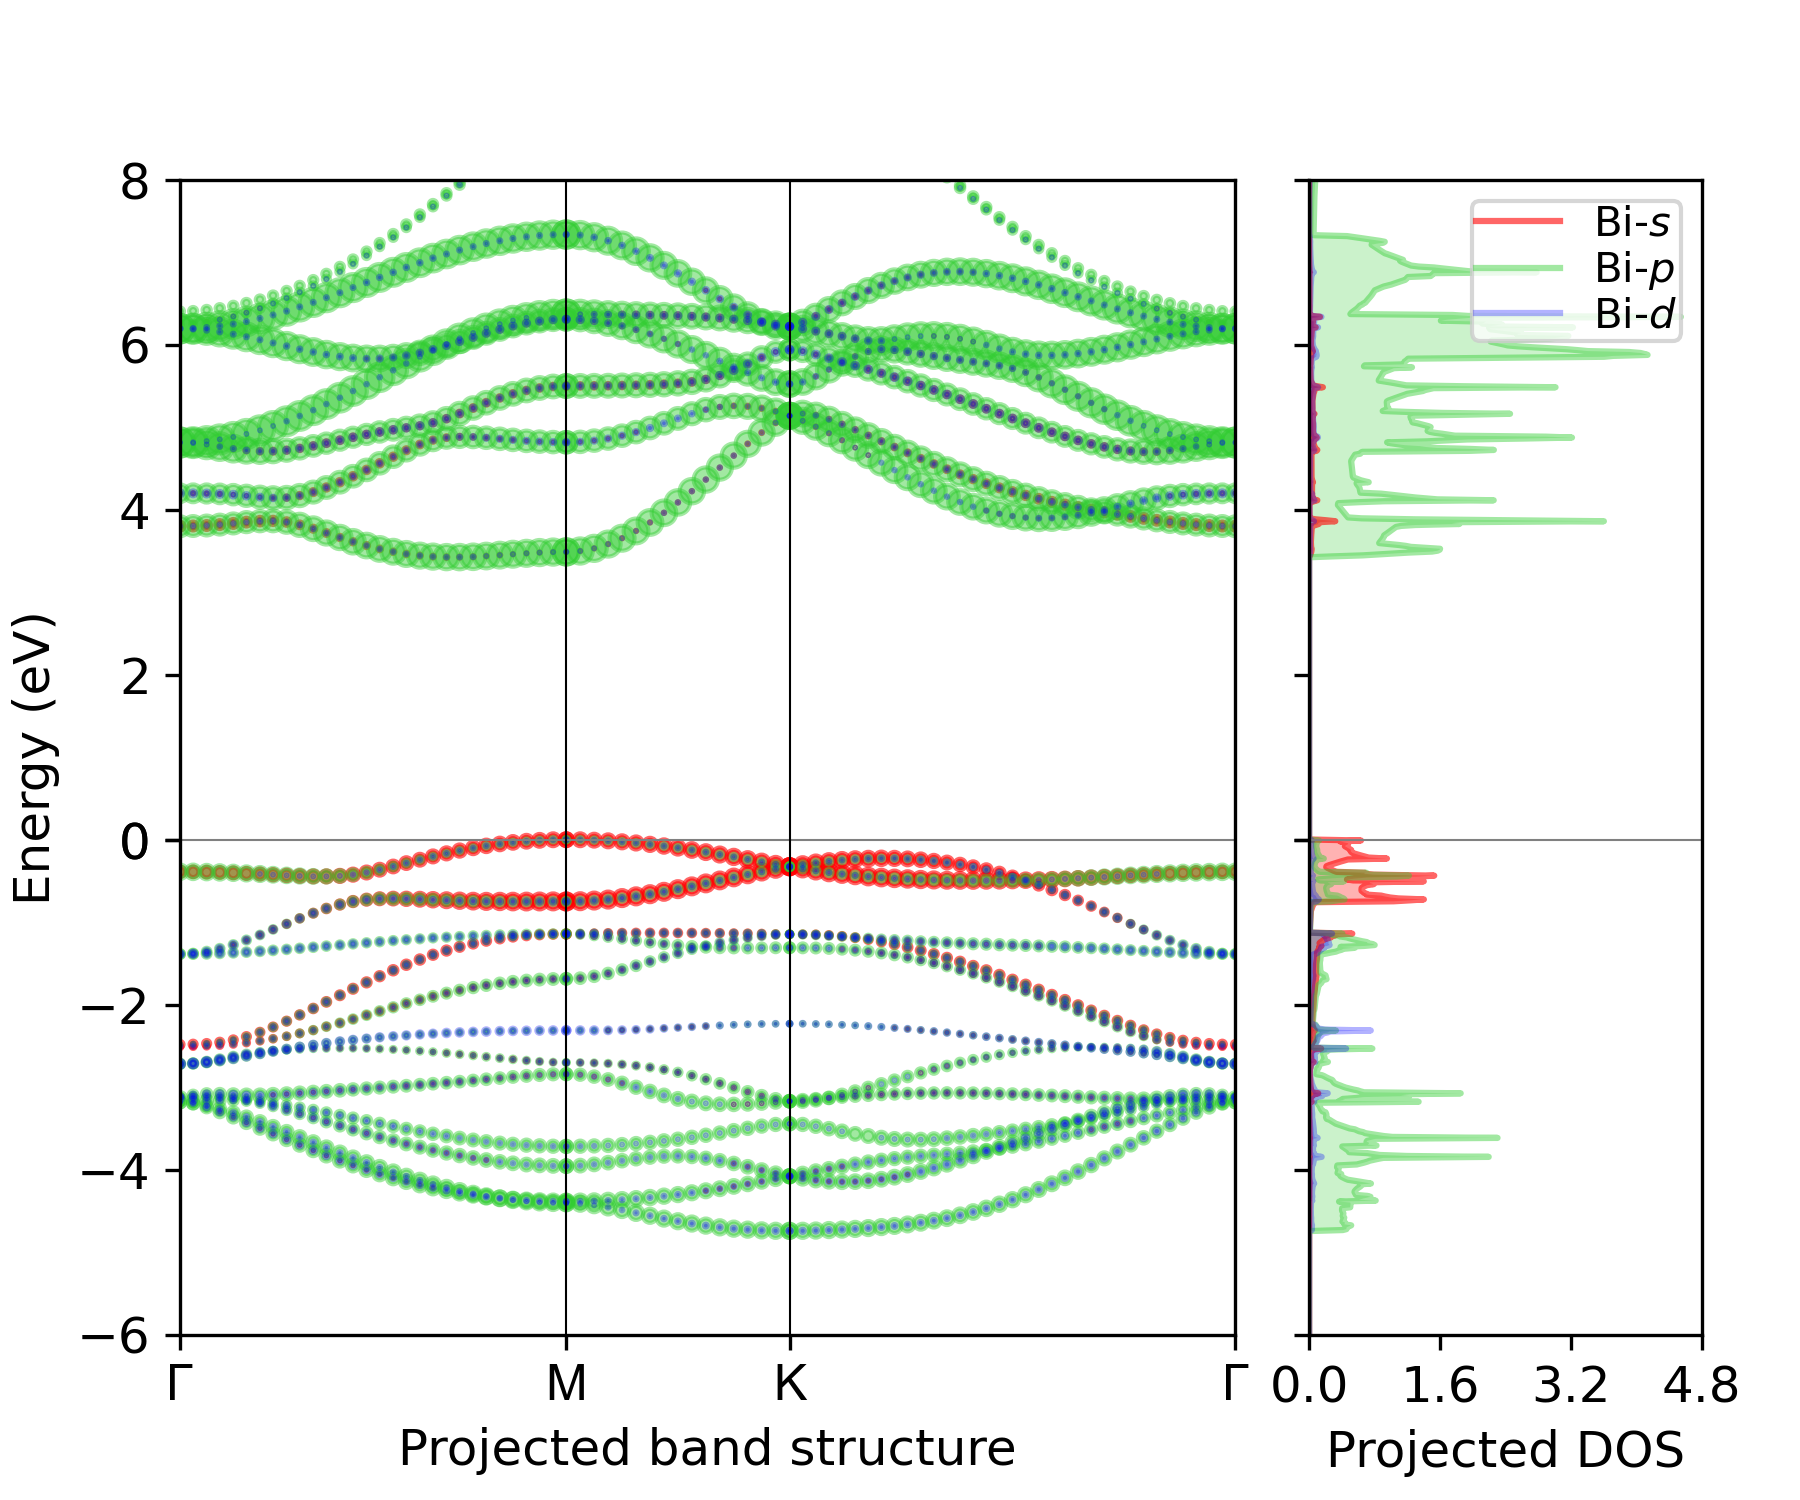 8
6
4
2
0
−2
−4
−6
Energy (eV)
Γ M K Γ
Projected band structure
Bi-s
Bi-p
Bi-d
0.0 1.6 3.2 4.8
Projected DOS